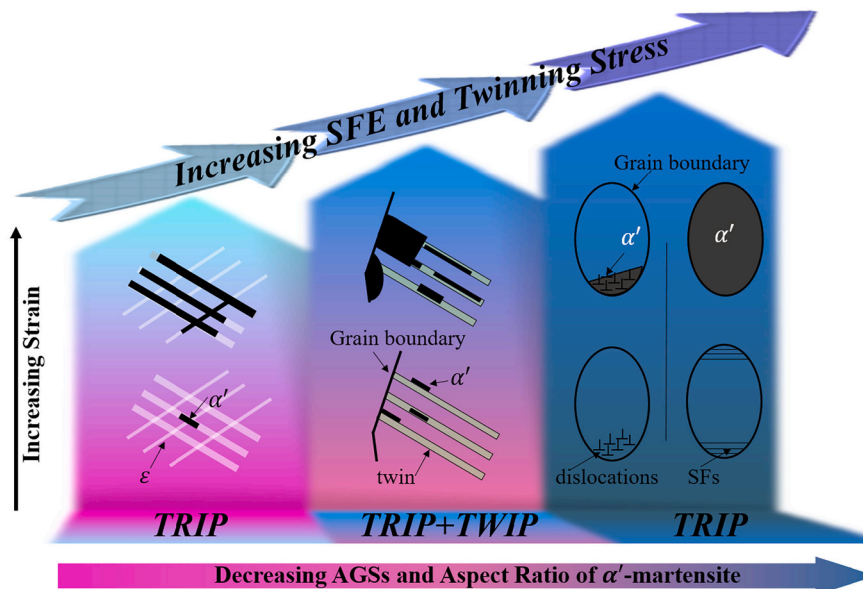 Increasing SFE and Twinning Stress
Increasing Strain
α′
ε
TRIP
Grain boundary
α′
twin
TRIP+TWIP
Grain boundary
α′
α′
dislocations
SFs
TRIP
Decreasing AGSs and Aspect Ratio of α′-martensite